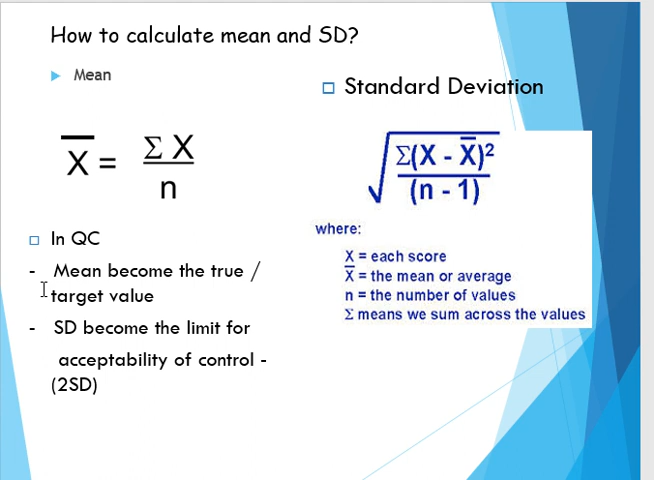 How to calculate mean and SD?
Mean
X̄ = ΣX / n
In QC
- Mean become the true /
target value
- SD become the limit for
acceptability of control -
(2SD)
Standard Deviation
√ Σ(X - X̄)² / (n - 1)
where:
X = each score
X̄ = the mean or average
n = the number of values
Σ means we sum across the values